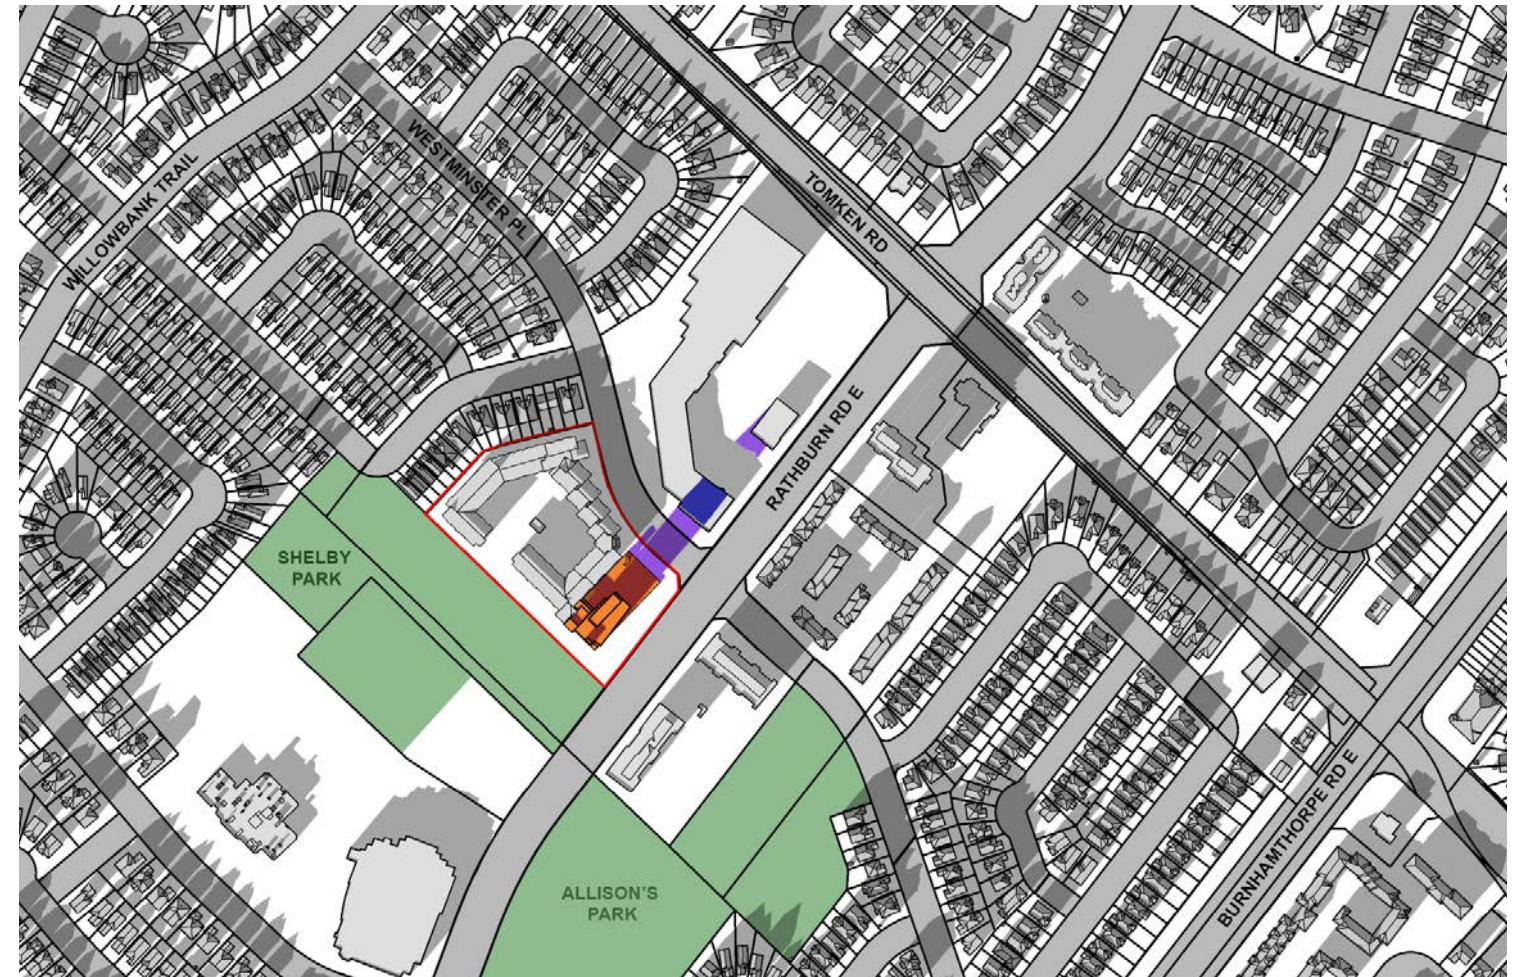 WILLOWBANK TRAIL
WESTMINSTER PL
TOMKEN RD
RATHBURN RD E
SHELBY
PARK
ALLISON'S
PARK
BURNHAMTHORPE RD E